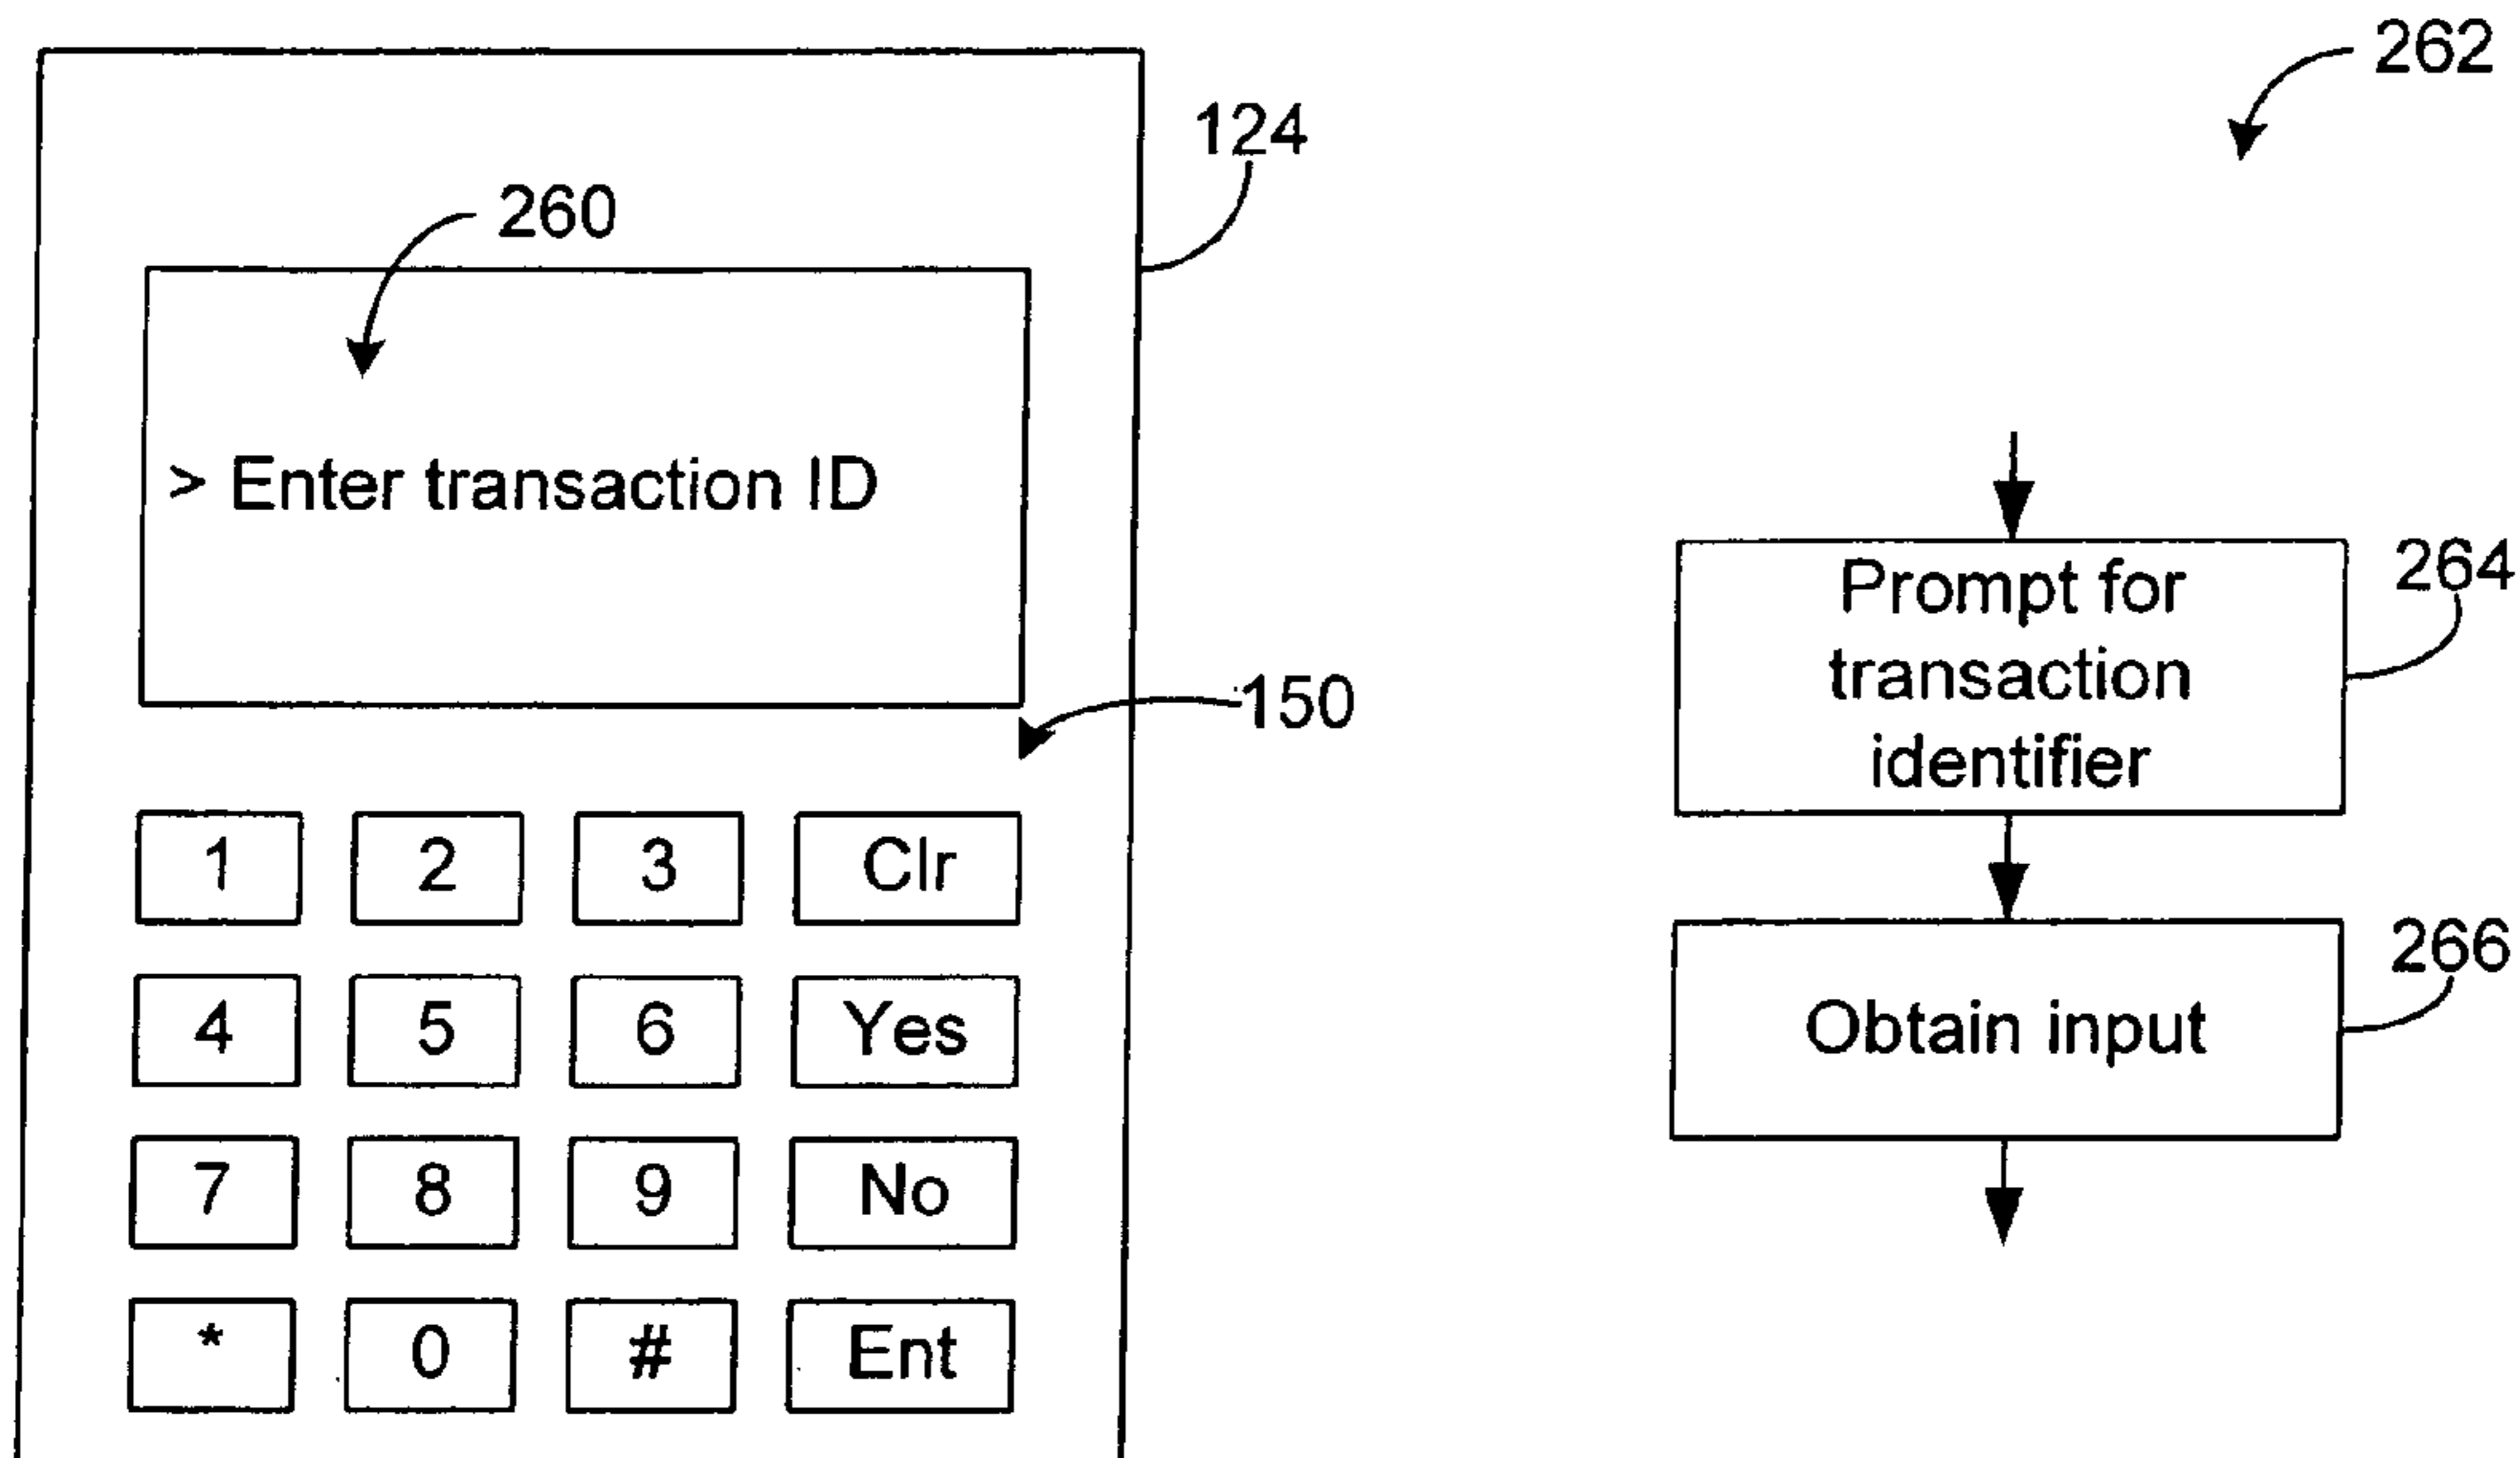 262
124
260
> Enter transaction ID
150
1 2 3 Clr
4 5 6 Yes
7 8 9 No
* 0 # Ent
Prompt for
transaction
identifier
264
Obtain input
266